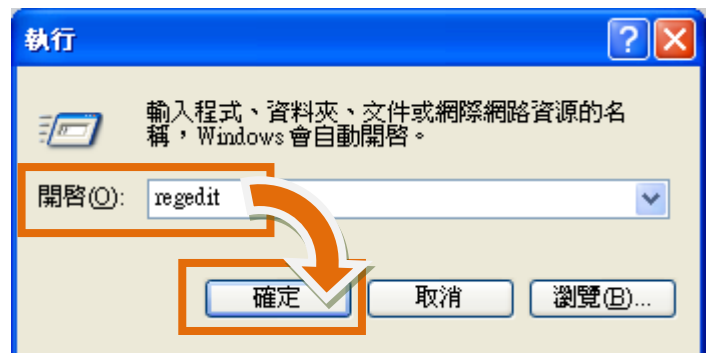 執行
輸入程式、資料夾、文件或網際網路資源的名
稱，Windows 會自動開啓。
開啓(O): regedit
確定 取消 瀏覽(B)...